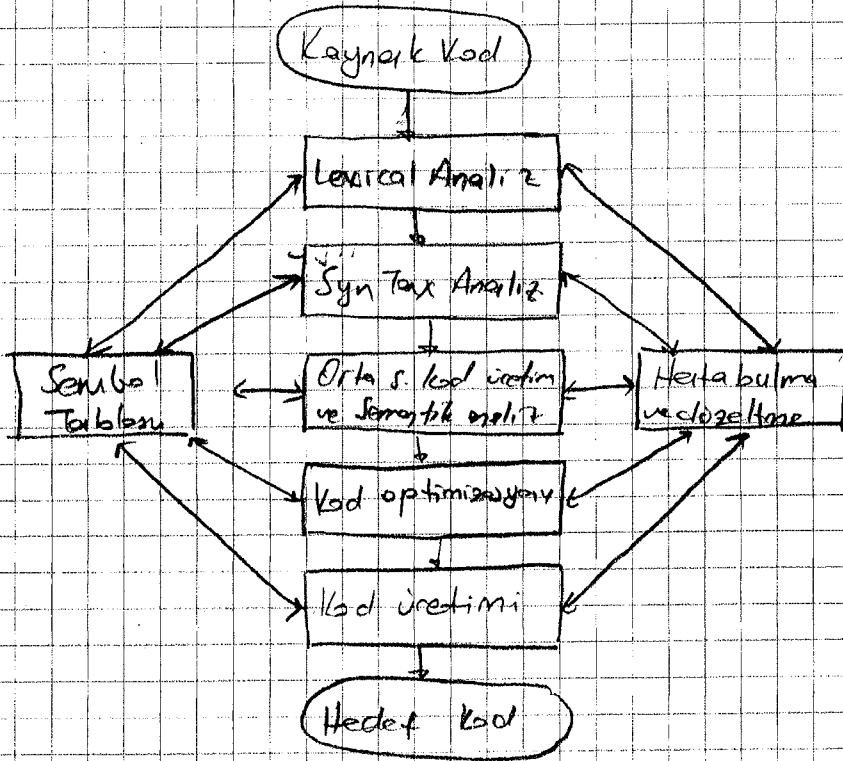 Kaynak Kod
Lexical Analiz
Syn Tax Analiz
Sembol
Tablosu
Orta s. kod üretim
ve Semantik analiz
Hata bulma
ve düzeltme
Kod optimizasyonu
Kod üretimi
Hedef kod